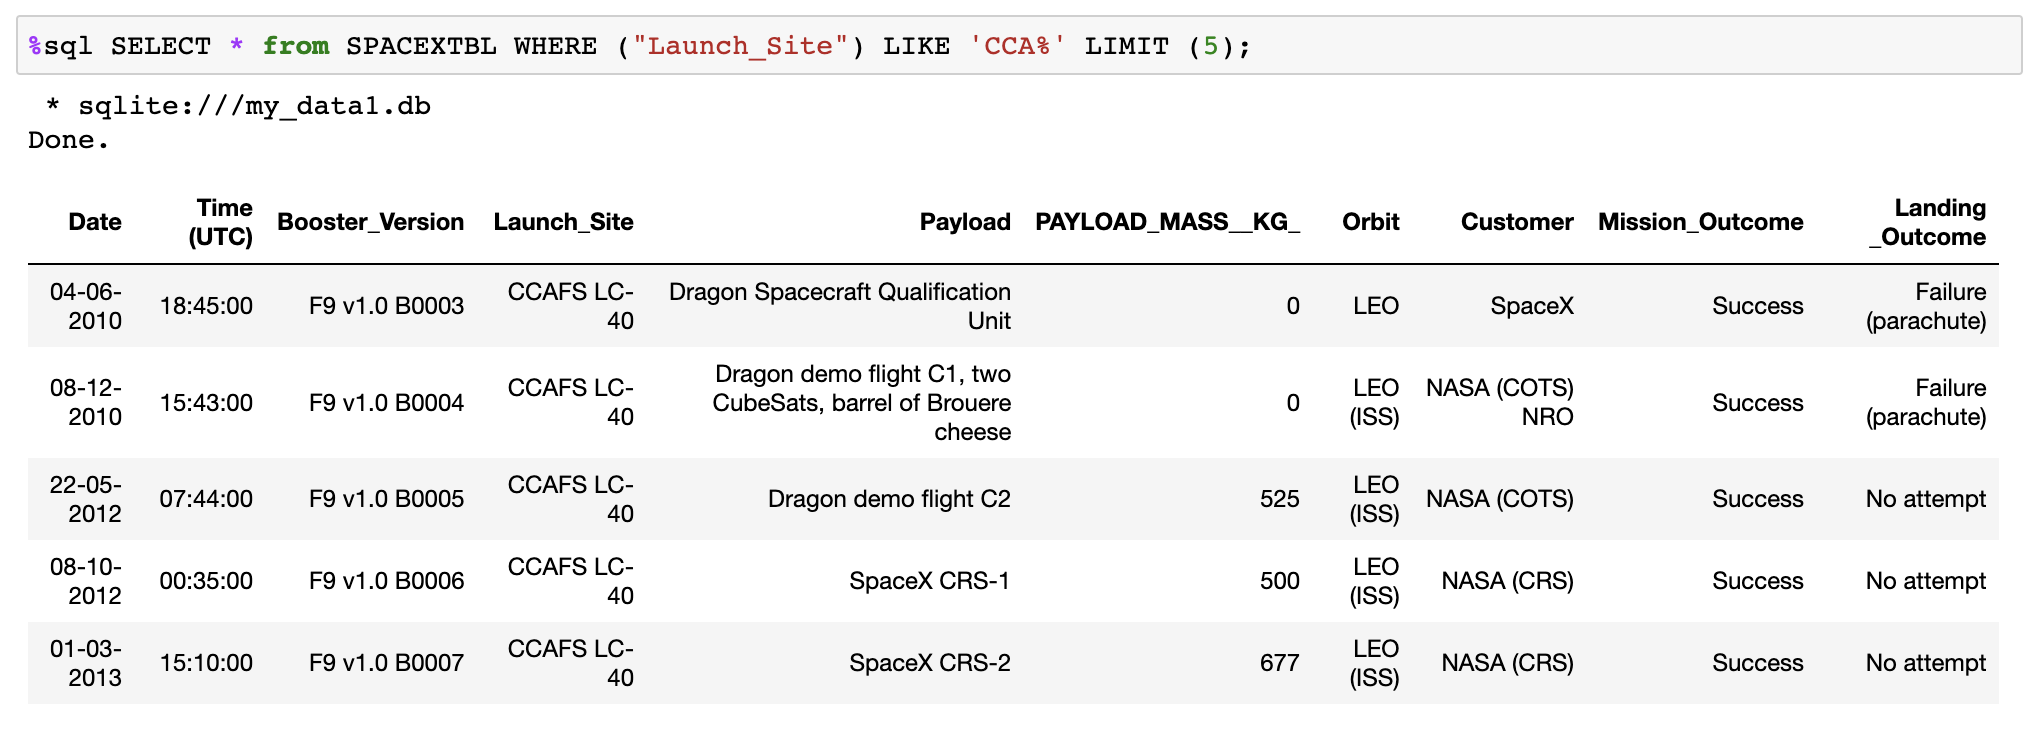 %sql SELECT * from SPACEXTBL WHERE ("Launch_Site") LIKE 'CCA%' LIMIT (5);
* sqlite:///my_data1.db
Done.
Date Time (UTC) Booster_Version Launch_Site Payload PAYLOAD_MASS__KG_ Orbit Customer Mission_Outcome Landing _Outcome
04-06-2010 18:45:00 F9 v1.0 B0003 CCAFS LC-40 Dragon Spacecraft Qualification Unit 0 LEO SpaceX Success Failure (parachute)
08-12-2010 15:43:00 F9 v1.0 B0004 CCAFS LC-40 Dragon demo flight C1, two CubeSats, barrel of Brouere cheese 0 LEO (ISS) NASA (COTS) NRO Success Failure (parachute)
22-05-2012 07:44:00 F9 v1.0 B0005 CCAFS LC-40 Dragon demo flight C2 525 LEO (ISS) NASA (COTS) Success No attempt
08-10-2012 00:35:00 F9 v1.0 B0006 CCAFS LC-40 SpaceX CRS-1 500 LEO (ISS) NASA (CRS) Success No attempt
01-03-2013 15:10:00 F9 v1.0 B0007 CCAFS LC-40 SpaceX CRS-2 677 LEO (ISS) NASA (CRS) Success No attempt